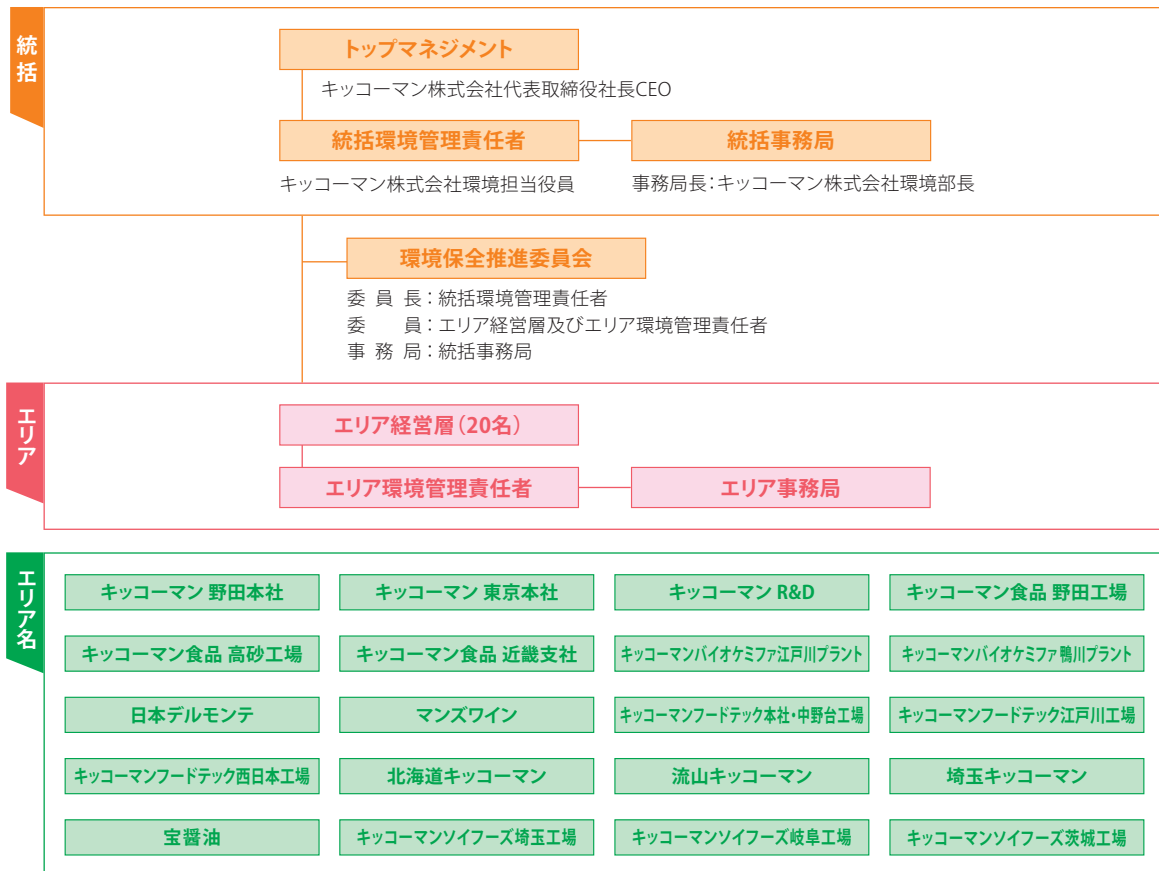 統括
トップマネジメント
キッコーマン株式会社代表取締役社長CEO
統括環境管理責任者
統括事務局
キッコーマン株式会社環境担当役員
事務局長：キッコーマン株式会社環境部長
環境保全推進委員会
委 員 長：統括環境管理責任者
委　　員：エリア経営層及びエリア環境管理責任者
事 務 局：統括事務局
エリア
エリア経営層（20名）
エリア環境管理責任者
エリア事務局
エリア名
キッコーマン 野田本社
キッコーマン 東京本社
キッコーマン R&D
キッコーマン食品 野田工場
キッコーマン食品 高砂工場
キッコーマン食品 近畿支社
キッコーマンバイオケミファ江戸川プラント
キッコーマンバイオケミファ鴨川プラント
日本デルモンテ
マンズワイン
キッコーマンフードテック本社・中野台工場
キッコーマンフードテック江戸川工場
キッコーマンフードテック西日本工場
北海道キッコーマン
流山キッコーマン
埼玉キッコーマン
宝醤油
キッコーマンソイフーズ埼玉工場
キッコーマンソイフーズ岐阜工場
キッコーマンソイフーズ茨城工場